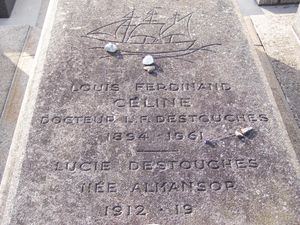 LOUIS FERDINAND
CÉLINE
DOCTEUR L.F. DESTOUCHES
1894 - 1961
LUCIE DESTOUCHES
NÉE ALMANSOR
1912 - 19